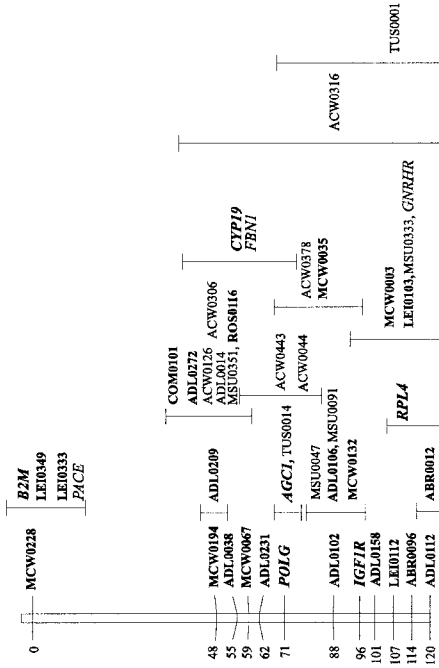 0 MCW0228
B2M
LEI0349
LEI0333
PACE
48 MCW0194
55 ADL0038
59 MCW0067
62 ADL0231
71 POLG
88 ADL0102
96 IGF1R
101 ADL0158
107 LEI0112
114 ABR0096
120 ADL0112
ADL0209
AGC1, TUS0014
MSU0047
ADL0106, MSU0091
MCW0132
ABR0012
COM0101
ADL0272
ACW0126 ACW0306
ADL0014
MSU0351, ROS0116
ACW0443
ACW0044
RPL4
CYP19
FBN1
ACW0378
MCW0035
MCW0003
LEI0103, MSU0333, GNRHR
ACW0316
TUS0001